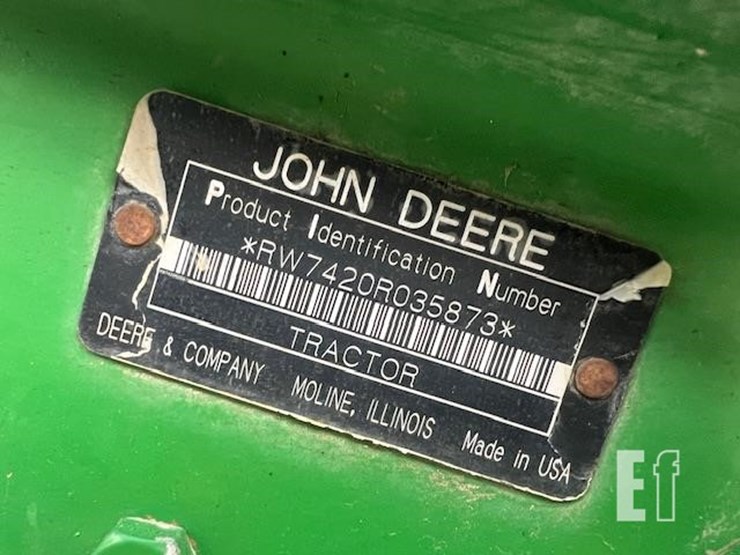 JOHN DEERE
Product Identification Number
*RW7420R035873*
TRACTOR
DEERE & COMPANY MOLINE, ILLINOIS Made in USA
Ef